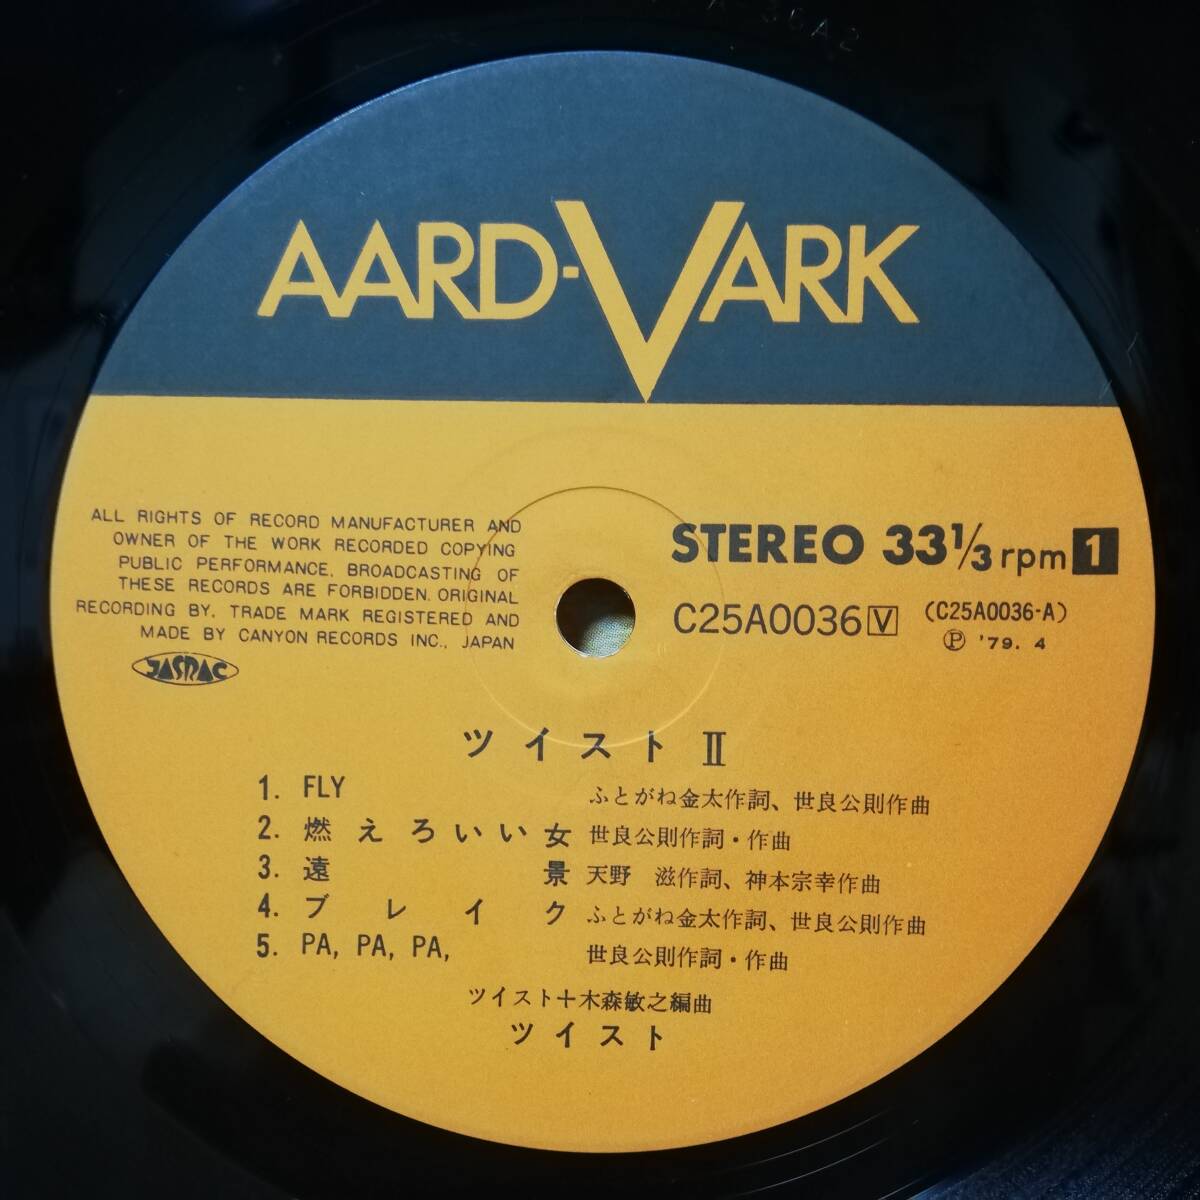 AARD-VARK
ALL RIGHTS OF RECORD MANUFACTURER AND
OWNER OF THE WORK RECORDED COPYING
PUBLIC PERFORMANCE, BROADCASTING OF
THESE RECORDS ARE FORBIDDEN. ORIGINAL
RECORDING BY, TRADE MARK REGISTERED AND
MADE BY CANYON RECORDS INC., JAPAN
JASRAC
STEREO 33 1/3 rpm 1
C25A0036 V (C25A0036-A)
Ⓟ '79. 4
ツイスト II
1. FLY ふとがね金太作詞、世良公則作曲
2. 燃えろいい女 世良公則作詞・作曲
3. 遠景 天野 滋作詞、神本宗幸作曲
4. ブレイク ふとがね金太作詞、世良公則作曲
5. PA, PA, PA, 世良公則作詞・作曲
ツイスト+木森敏之編曲
ツイスト